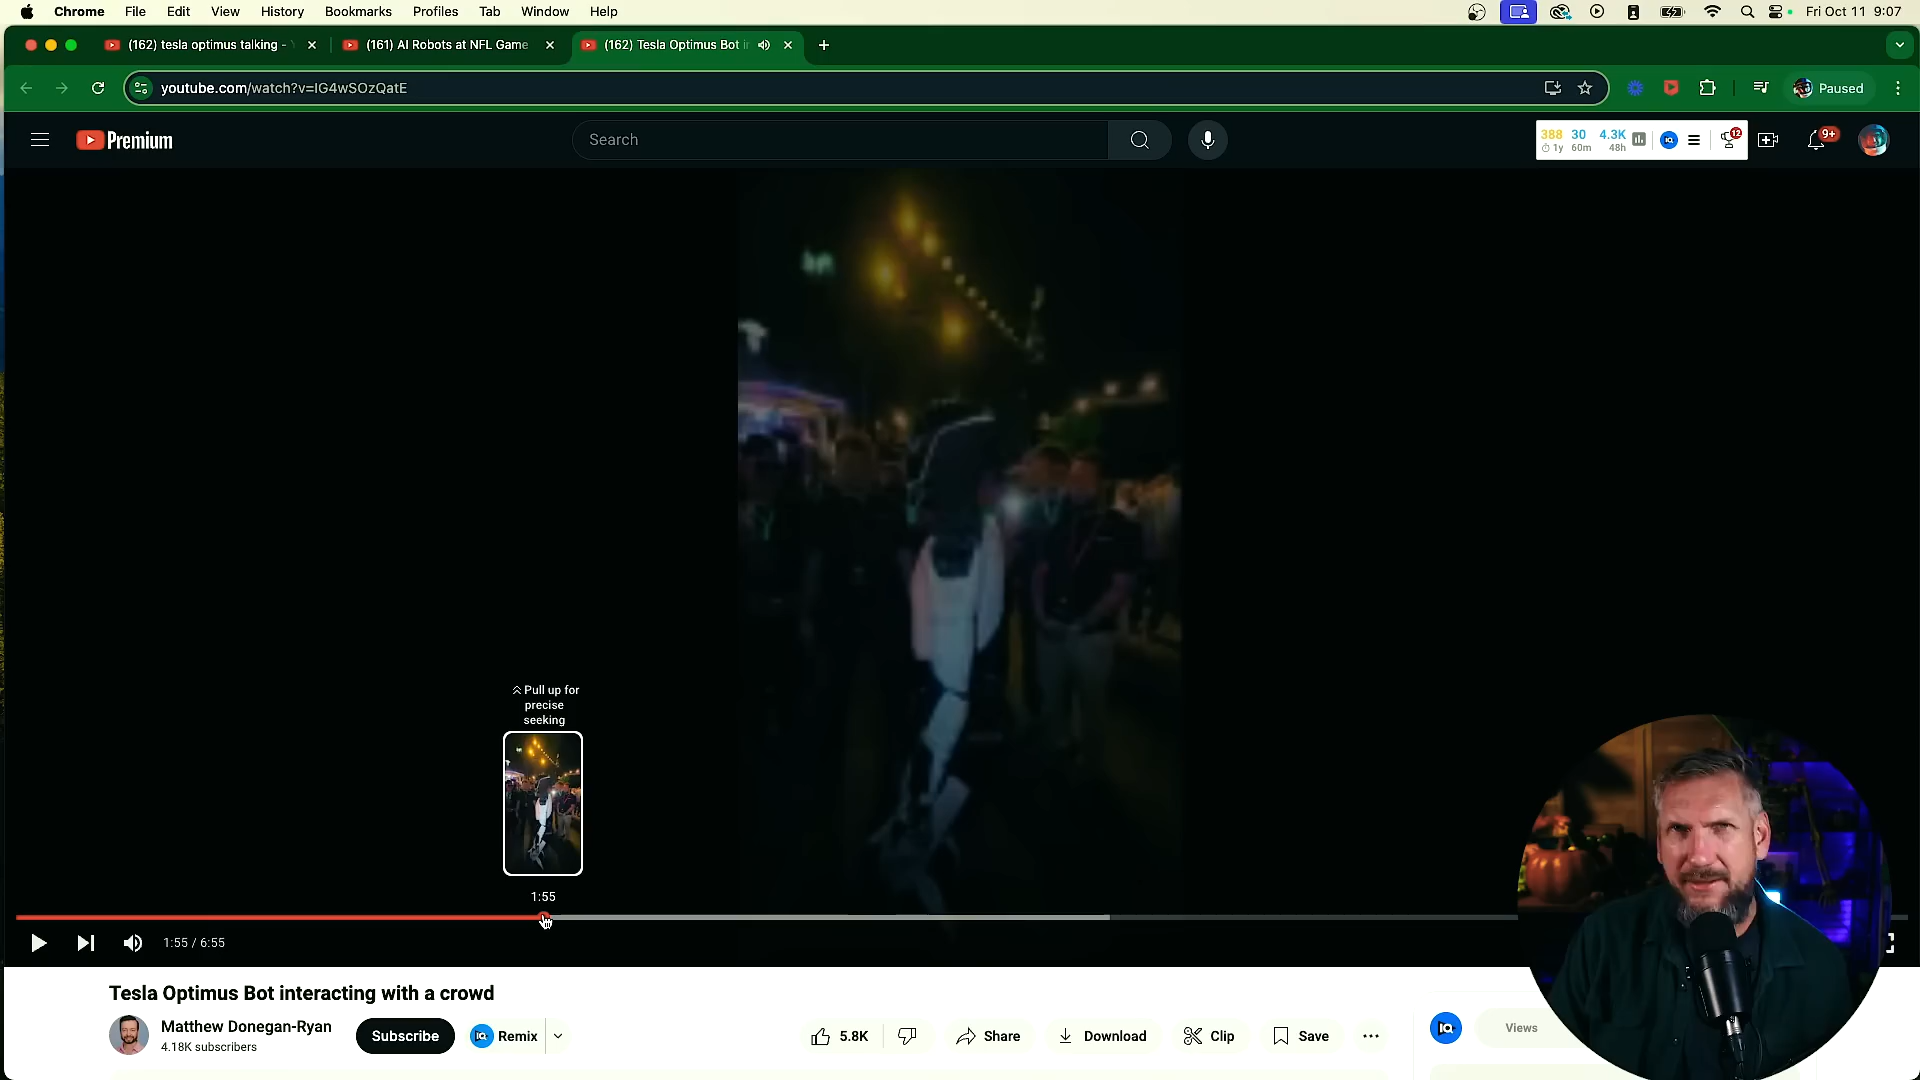 Chrome File Edit View History Bookmarks Profiles Tab Window Help Fri Oct 11 9:07
(162) tesla optimus talking - (161) AI Robots at NFL Game (162) Tesla Optimus Bot
youtube.com/watch?v=IG4wSOzQatE Paused
Premium Search 388 30 4.3K 12 9+
1y 60m 48h
Pull up for
precise
seeking
1:55
1:55 / 6:55
Tesla Optimus Bot interacting with a crowd
Matthew Donegan-Ryan
4.18K subscribers
Subscribe IQ Remix 5.8K Share Download Clip Save IQ Views